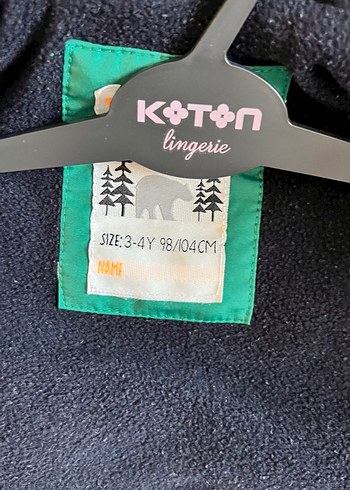 KOTON
lingerie
SIZE: 3-4Y 98/104CM
NAME